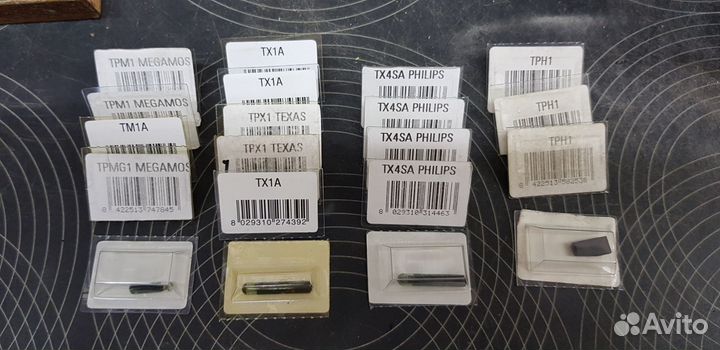 TPM1 MEGAMOS
TPM1 MEGAMOS
TM1A
TPMG1 MEGAMOS
8 422513 747845
TX1A
TX1A
TPX1 TEXAS
TPX1 TEXAS
TX1A
8 029310 274392
TX4SA PHILIPS
TX4SA PHILIPS
TX4SA PHILIPS
TX4SA PHILIPS
8 029310 314463
TPH1
TPH1
TPH1
Avito